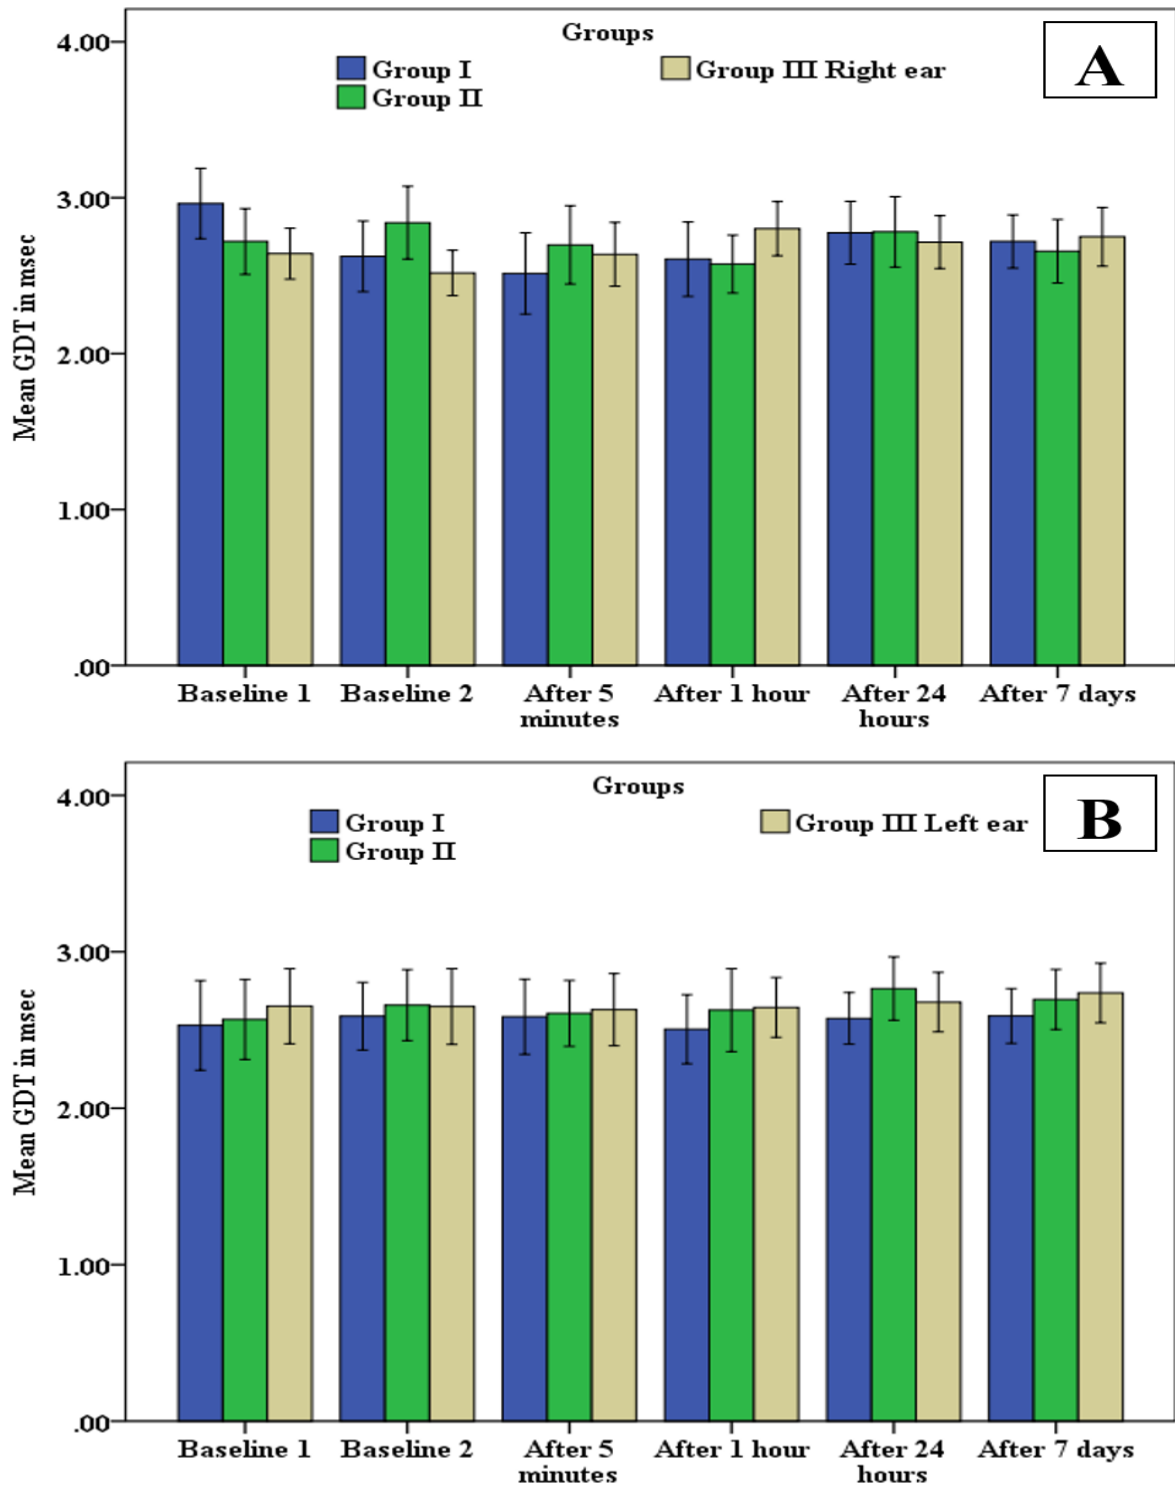 Groups
Group I
Group III Right ear
Group II
A
4.00
3.00
2.00
1.00
.00
Mean GDT in msec
Baseline 1
Baseline 2
After 5
minutes
After 1 hour
After 24
hours
After 7 days
Groups
Group I
Group III Left ear
Group II
B
4.00
3.00
2.00
1.00
.00
Mean GDT in msec
Baseline 1
Baseline 2
After 5
minutes
After 1 hour
After 24
hours
After 7 days